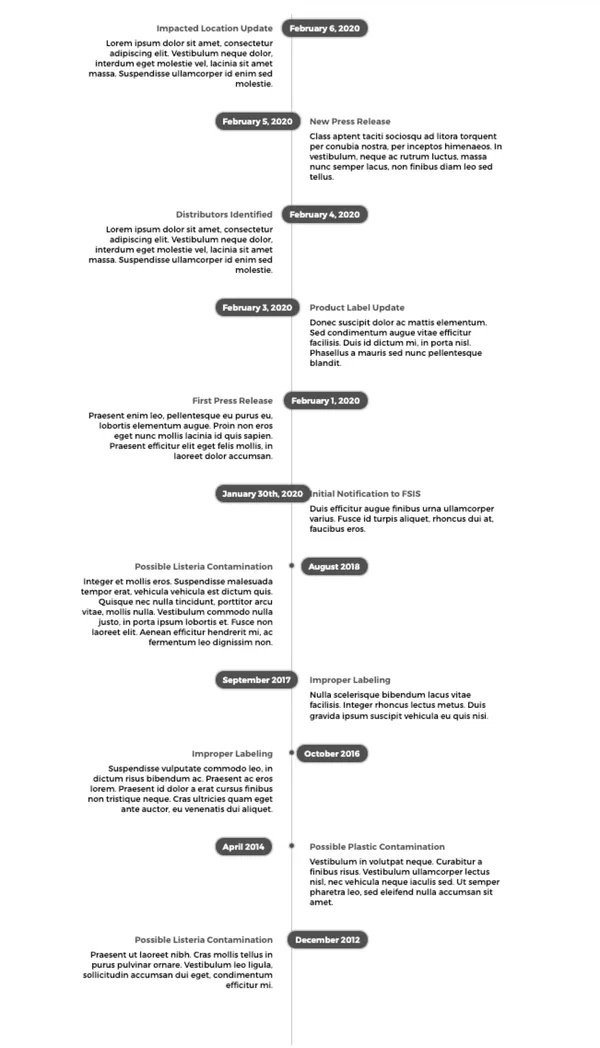 Impacted Location Update
February 6, 2020
Lorem ipsum dolor sit amet, consectetur
adipiscing elit. Vestibulum neque dolor,
interdum eget molestie vel, lacinia sit amet
massa. Suspendisse ullamcorper id enim sed
molestie.
February 5, 2020
New Press Release
Class aptent taciti sociosqu ad litora torquent
per conubia nostra, per inceptos himenaeos. In
vestibulum, neque ac rutrum luctus, massa
nunc semper lacus, non finibus diam leo sed
tellus.
Distributors Identified
February 4, 2020
Lorem ipsum dolor sit amet, consectetur
adipiscing elit. Vestibulum neque dolor,
interdum eget molestie vel, lacinia sit amet
massa. Suspendisse ullamcorper id enim sed
molestie.
February 3, 2020
Product Label Update
Donec suscipit dolor ac mattis elementum.
Sed condimentum augue vitae efficitur
facilisis. Duis id dictum mi, in porta nisl.
Phasellus a mauris sed nunc pellentesque
blandit.
First Press Release
February 1, 2020
Praesent enim leo, pellentesque eu purus eu,
lobortis elementum augue. Proin non eros
eget nunc mollis lacinia id quis sapien.
Praesent efficitur elit eget felis mollis, in
laoreet dolor accumsan.
January 30th, 2020
Initial Notification to FSIS
Duis efficitur augue finibus urna ullamcorper
varius. Fusce id turpis aliquet, rhoncus dui at,
faucibus eros.
Possible Listeria Contamination
August 2018
Integer et mollis eros. Suspendisse malesuada
tempor erat, vehicula vehicula est dictum quis.
Quisque nec nulla tincidunt, porttitor arcu
vitae, mollis nulla. Vestibulum commodo nulla
justo, in porta ipsum lobortis et. Fusce non
laoreet elit. Aenean efficitur hendrerit mi, ac
fermentum leo dignissim non.
September 2017
Improper Labeling
Nulla scelerisque bibendum lacus vitae
facilisis. Integer rhoncus lectus metus. Duis
gravida ipsum suscipit vehicula eu quis nisi.
Improper Labeling
October 2016
Suspendisse vulputate commodo leo, in
dictum risus bibendum ac. Praesent ac eros
lorem. Praesent id dolor a erat cursus finibus
non tristique neque. Cras ultricies quam eget
ante auctor, eu venenatis dui aliquet.
April 2014
Possible Plastic Contamination
Vestibulum in volutpat neque. Curabitur a
finibus risus. Vestibulum ullamcorper lectus
nisl, nec vehicula neque iaculis sed. Ut semper
pharetra leo, sed eleifend nulla accumsan sit
amet.
Possible Listeria Contamination
December 2012
Praesent ut laoreet nibh. Cras mollis tellus in
purus pulvinar ornare. Vestibulum leo ligula,
sollicitudin accumsan dui eget, condimentum
efficitur mi.